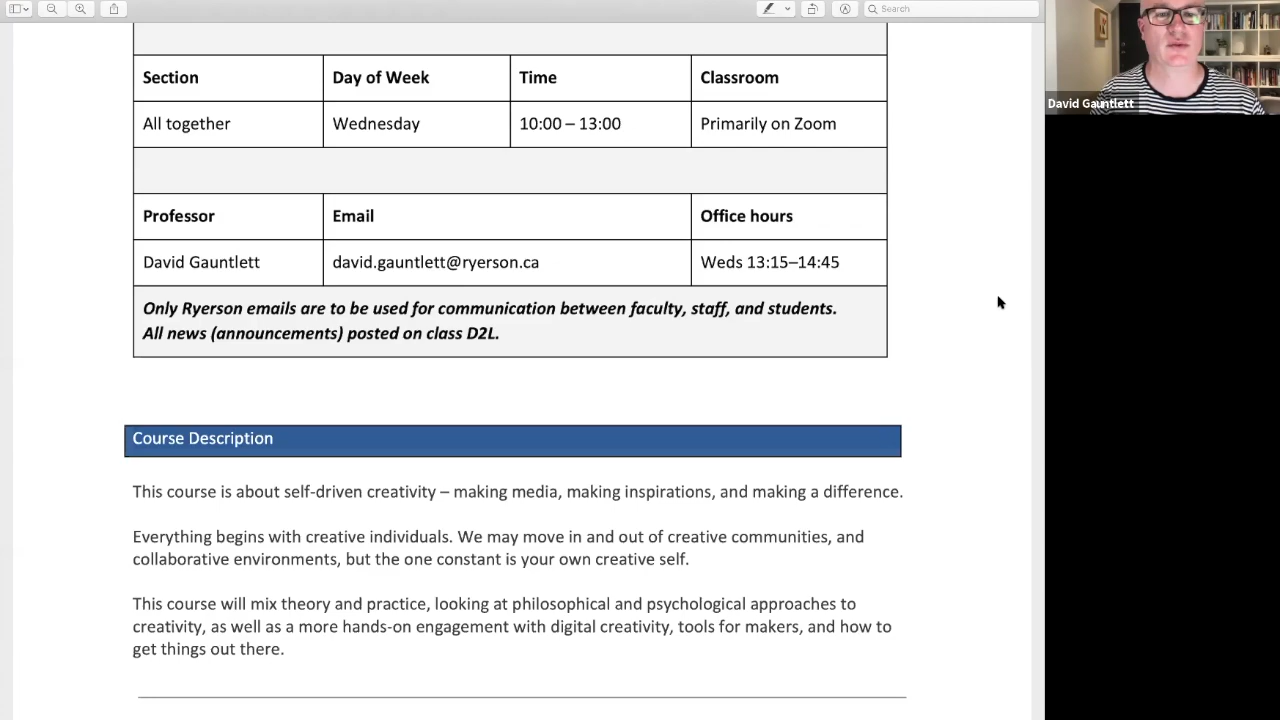 Search
David Gauntlett
Section Day of Week Time Classroom
All together Wednesday 10:00 – 13:00 Primarily on Zoom
Professor Email Office hours
David Gauntlett david.gauntlett@ryerson.ca Weds 13:15–14:45
Only Ryerson emails are to be used for communication between faculty, staff, and students.
All news (announcements) posted on class D2L.
Course Description
This course is about self-driven creativity – making media, making inspirations, and making a difference.
Everything begins with creative individuals. We may move in and out of creative communities, and
collaborative environments, but the one constant is your own creative self.
This course will mix theory and practice, looking at philosophical and psychological approaches to
creativity, as well as a more hands-on engagement with digital creativity, tools for makers, and how to
get things out there.